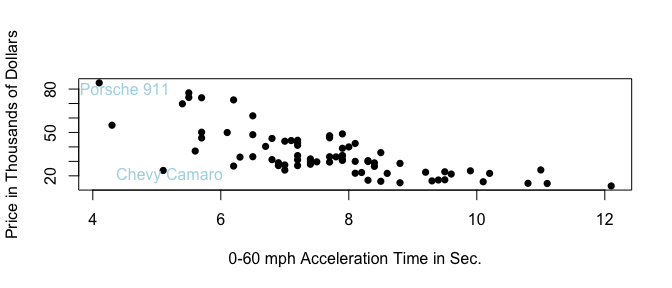 Price in Thousands of Dollars
80
50
20
Porsche 911
Chevy Camaro
4 6 8 10 12
0-60 mph Acceleration Time in Sec.